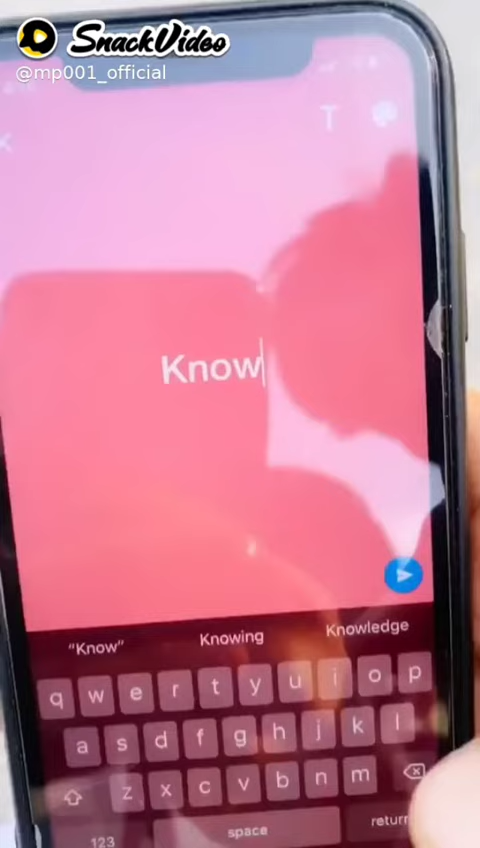 SnackVideo
@mp001_official
T
Know
"Know" Knowing Knowledge
q w e r t y u i o p
a s d f g h j k l
z x c v b n m
123 space return